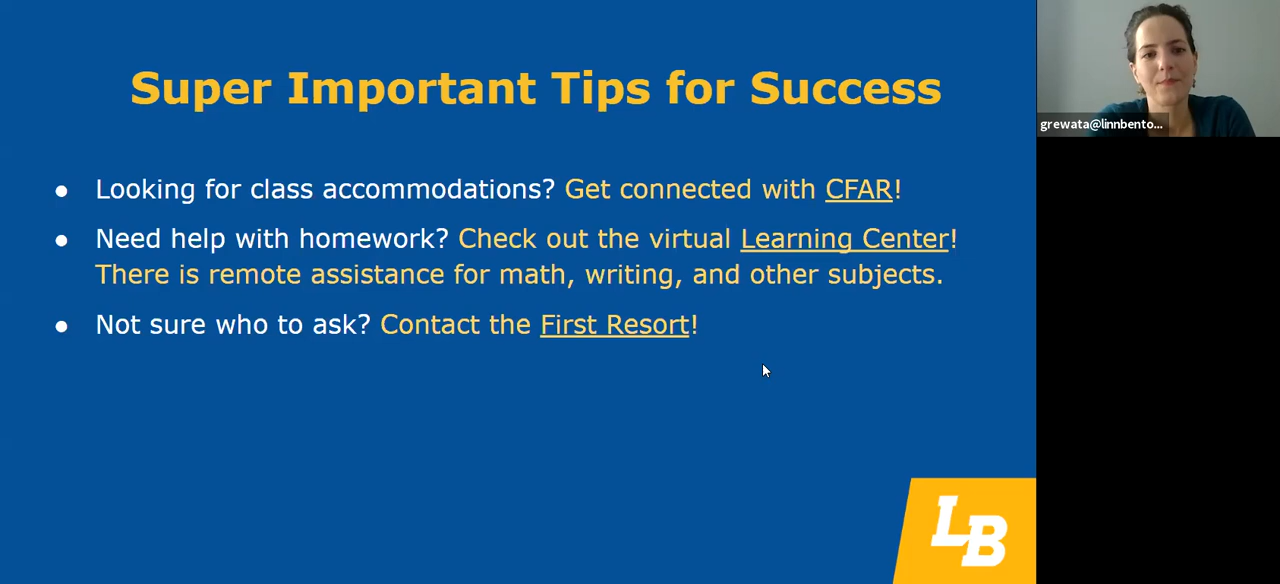 Super Important Tips for Success
● Looking for class accommodations? Get connected with CFAR!
● Need help with homework? Check out the virtual Learning Center!
There is remote assistance for math, writing, and other subjects.
● Not sure who to ask? Contact the First Resort!
grewata@linnbento...
LB